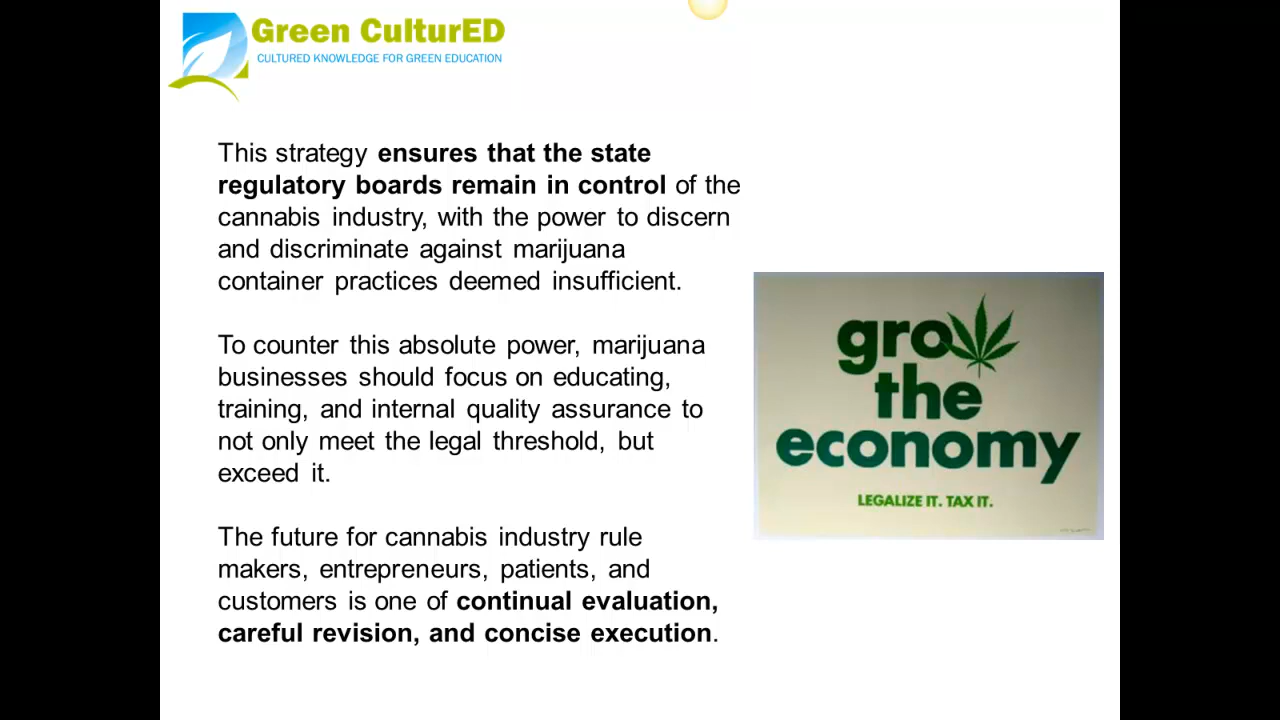 Green CulturED
CULTURED KNOWLEDGE FOR GREEN EDUCATION
This strategy ensures that the state
regulatory boards remain in control of the
cannabis industry, with the power to discern
and discriminate against marijuana
container practices deemed insufficient.
To counter this absolute power, marijuana
businesses should focus on educating,
training, and internal quality assurance to
not only meet the legal threshold, but
exceed it.
The future for cannabis industry rule
makers, entrepreneurs, patients, and
customers is one of continual evaluation,
careful revision, and concise execution.
grow
the
economy
LEGALIZE IT. TAX IT.